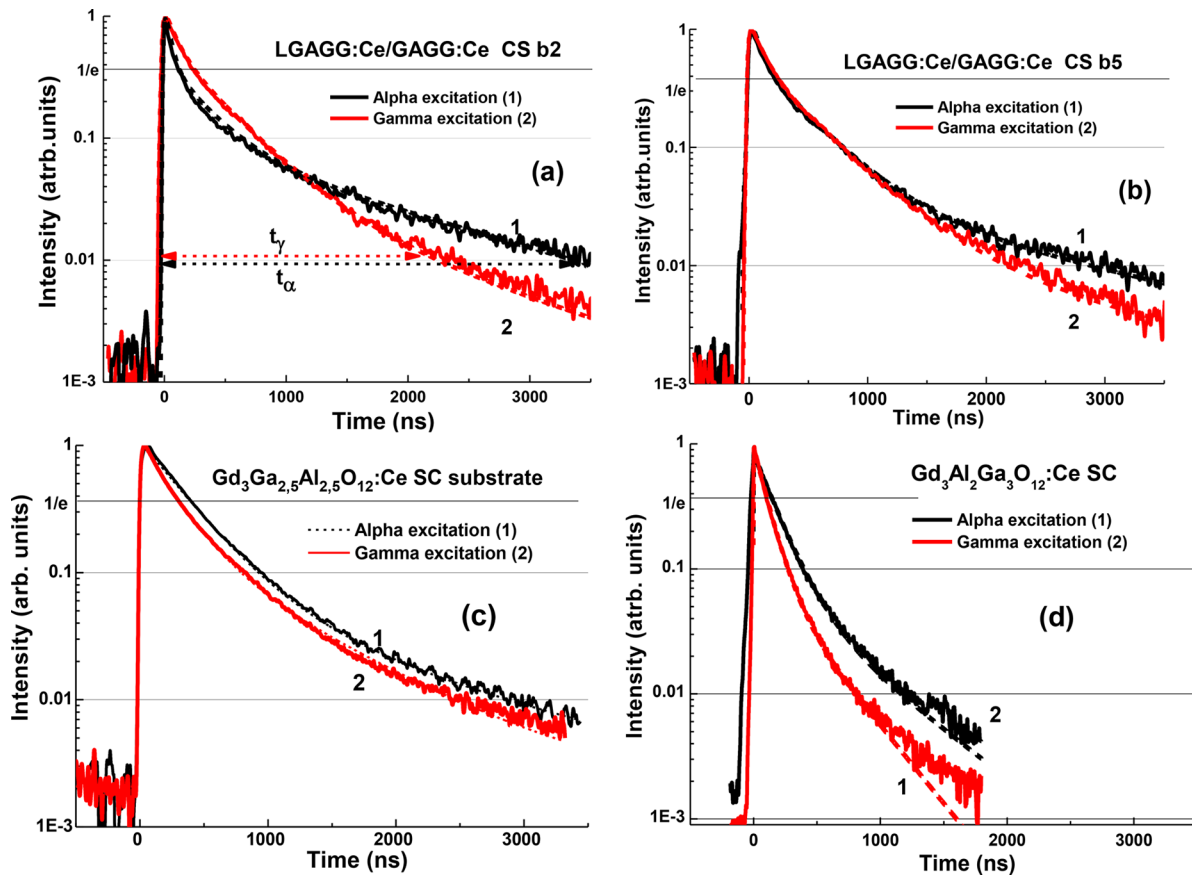 LGAGG:Ce/GAGG:Ce CS b2
Alpha excitation (1)
Gamma excitation (2)
(a)
1
1/e
0.1
0.01
1E-3
Intensity (atrb.units)
tγ
tα
1
2
0
1000
2000
3000
Time (ns)
LGAGG:Ce/GAGG:Ce CS b5
Alpha excitation (1)
Gamma excitation (2)
(b)
1
1/e
0.1
0.01
1E-3
Intensity (atrb.units)
1
2
0
1000
2000
3000
Time (ns)
Gd₃Ga₂,₅Al₂,₅O₁₂:Ce SC substrate
Alpha excitation (1)
Gamma excitation (2)
(c)
1
1/e
0.1
0.01
1E-3
Intensity (arb. units)
1
2
0
1000
2000
3000
Time (ns)
Gd₃Al₂Ga₃O₁₂:Ce SC
Alpha excitation (1)
Gamma excitation (2)
(d)
1
1/e
0.1
0.01
1E-3
Intensity (atrb. units)
2
1
0
1000
2000
3000
Time (ns)